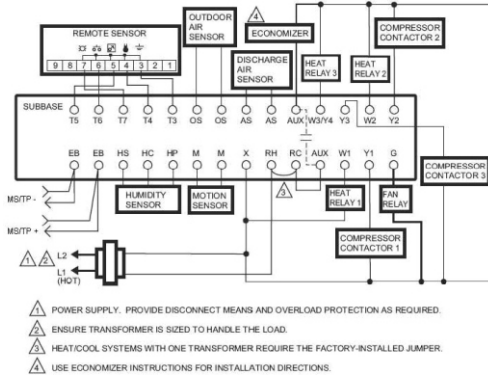 4
REMOTE SENSOR
OUTDOOR AIR SENSOR
ECONOMIZER
COMPRESSOR CONTACTOR 2
DISCHARGE AIR SENSOR
HEAT RELAY 3
HEAT RELAY 2
9 8 7 6 5 4 3 2 1
SUBBASE
T5 T6 T7 T4 T3 OS OS AS AS AUX W3/Y4 Y3 W2 Y2
EB EB HS HC HP M M X RH RC AUX W1 Y1 G
COMPRESSOR CONTACTOR 3
MS/TP -
MS/TP +
HUMIDITY SENSOR
MOTION SENSOR
3
HEAT RELAY 1
FAN RELAY
COMPRESSOR CONTACTOR 1
1 2 L2
L1 (HOT)
1 POWER SUPPLY. PROVIDE DISCONNECT MEANS AND OVERLOAD PROTECTION AS REQUIRED.
2 ENSURE TRANSFORMER IS SIZED TO HANDLE THE LOAD.
3 HEAT/COOL SYSTEMS WITH ONE TRANSFORMER REQUIRE THE FACTORY-INSTALLED JUMPER.
4 USE ECONOMIZER INSTRUCTIONS FOR INSTALLATION DIRECTIONS.